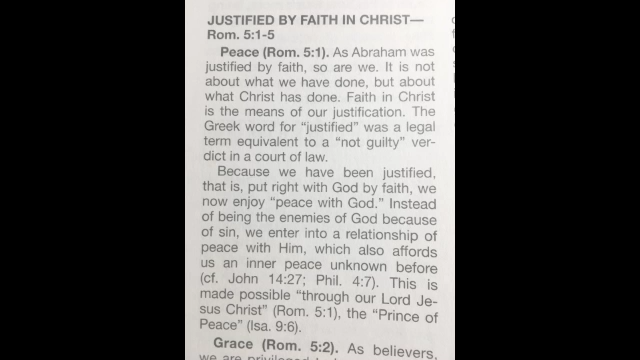 JUSTIFIED BY FAITH IN CHRIST—
Rom. 5:1-5
Peace (Rom. 5:1). As Abraham was
justified by faith, so are we. It is not
about what we have done, but about
what Christ has done. Faith in Christ
is the means of our justification. The
Greek word for “justified” was a legal
term equivalent to a “not guilty” ver-
dict in a court of law.
Because we have been justified,
that is, put right with God by faith, we
now enjoy “peace with God.” Instead
of being the enemies of God because
of sin, we enter into a relationship of
peace with Him, which also affords
us an inner peace unknown before
(cf. John 14:27; Phil. 4:7). This is
made possible “through our Lord Je-
sus Christ” (Rom. 5:1), the “Prince of
Peace” (Isa. 9:6).
Grace (Rom. 5:2). As believers,
we are privileged